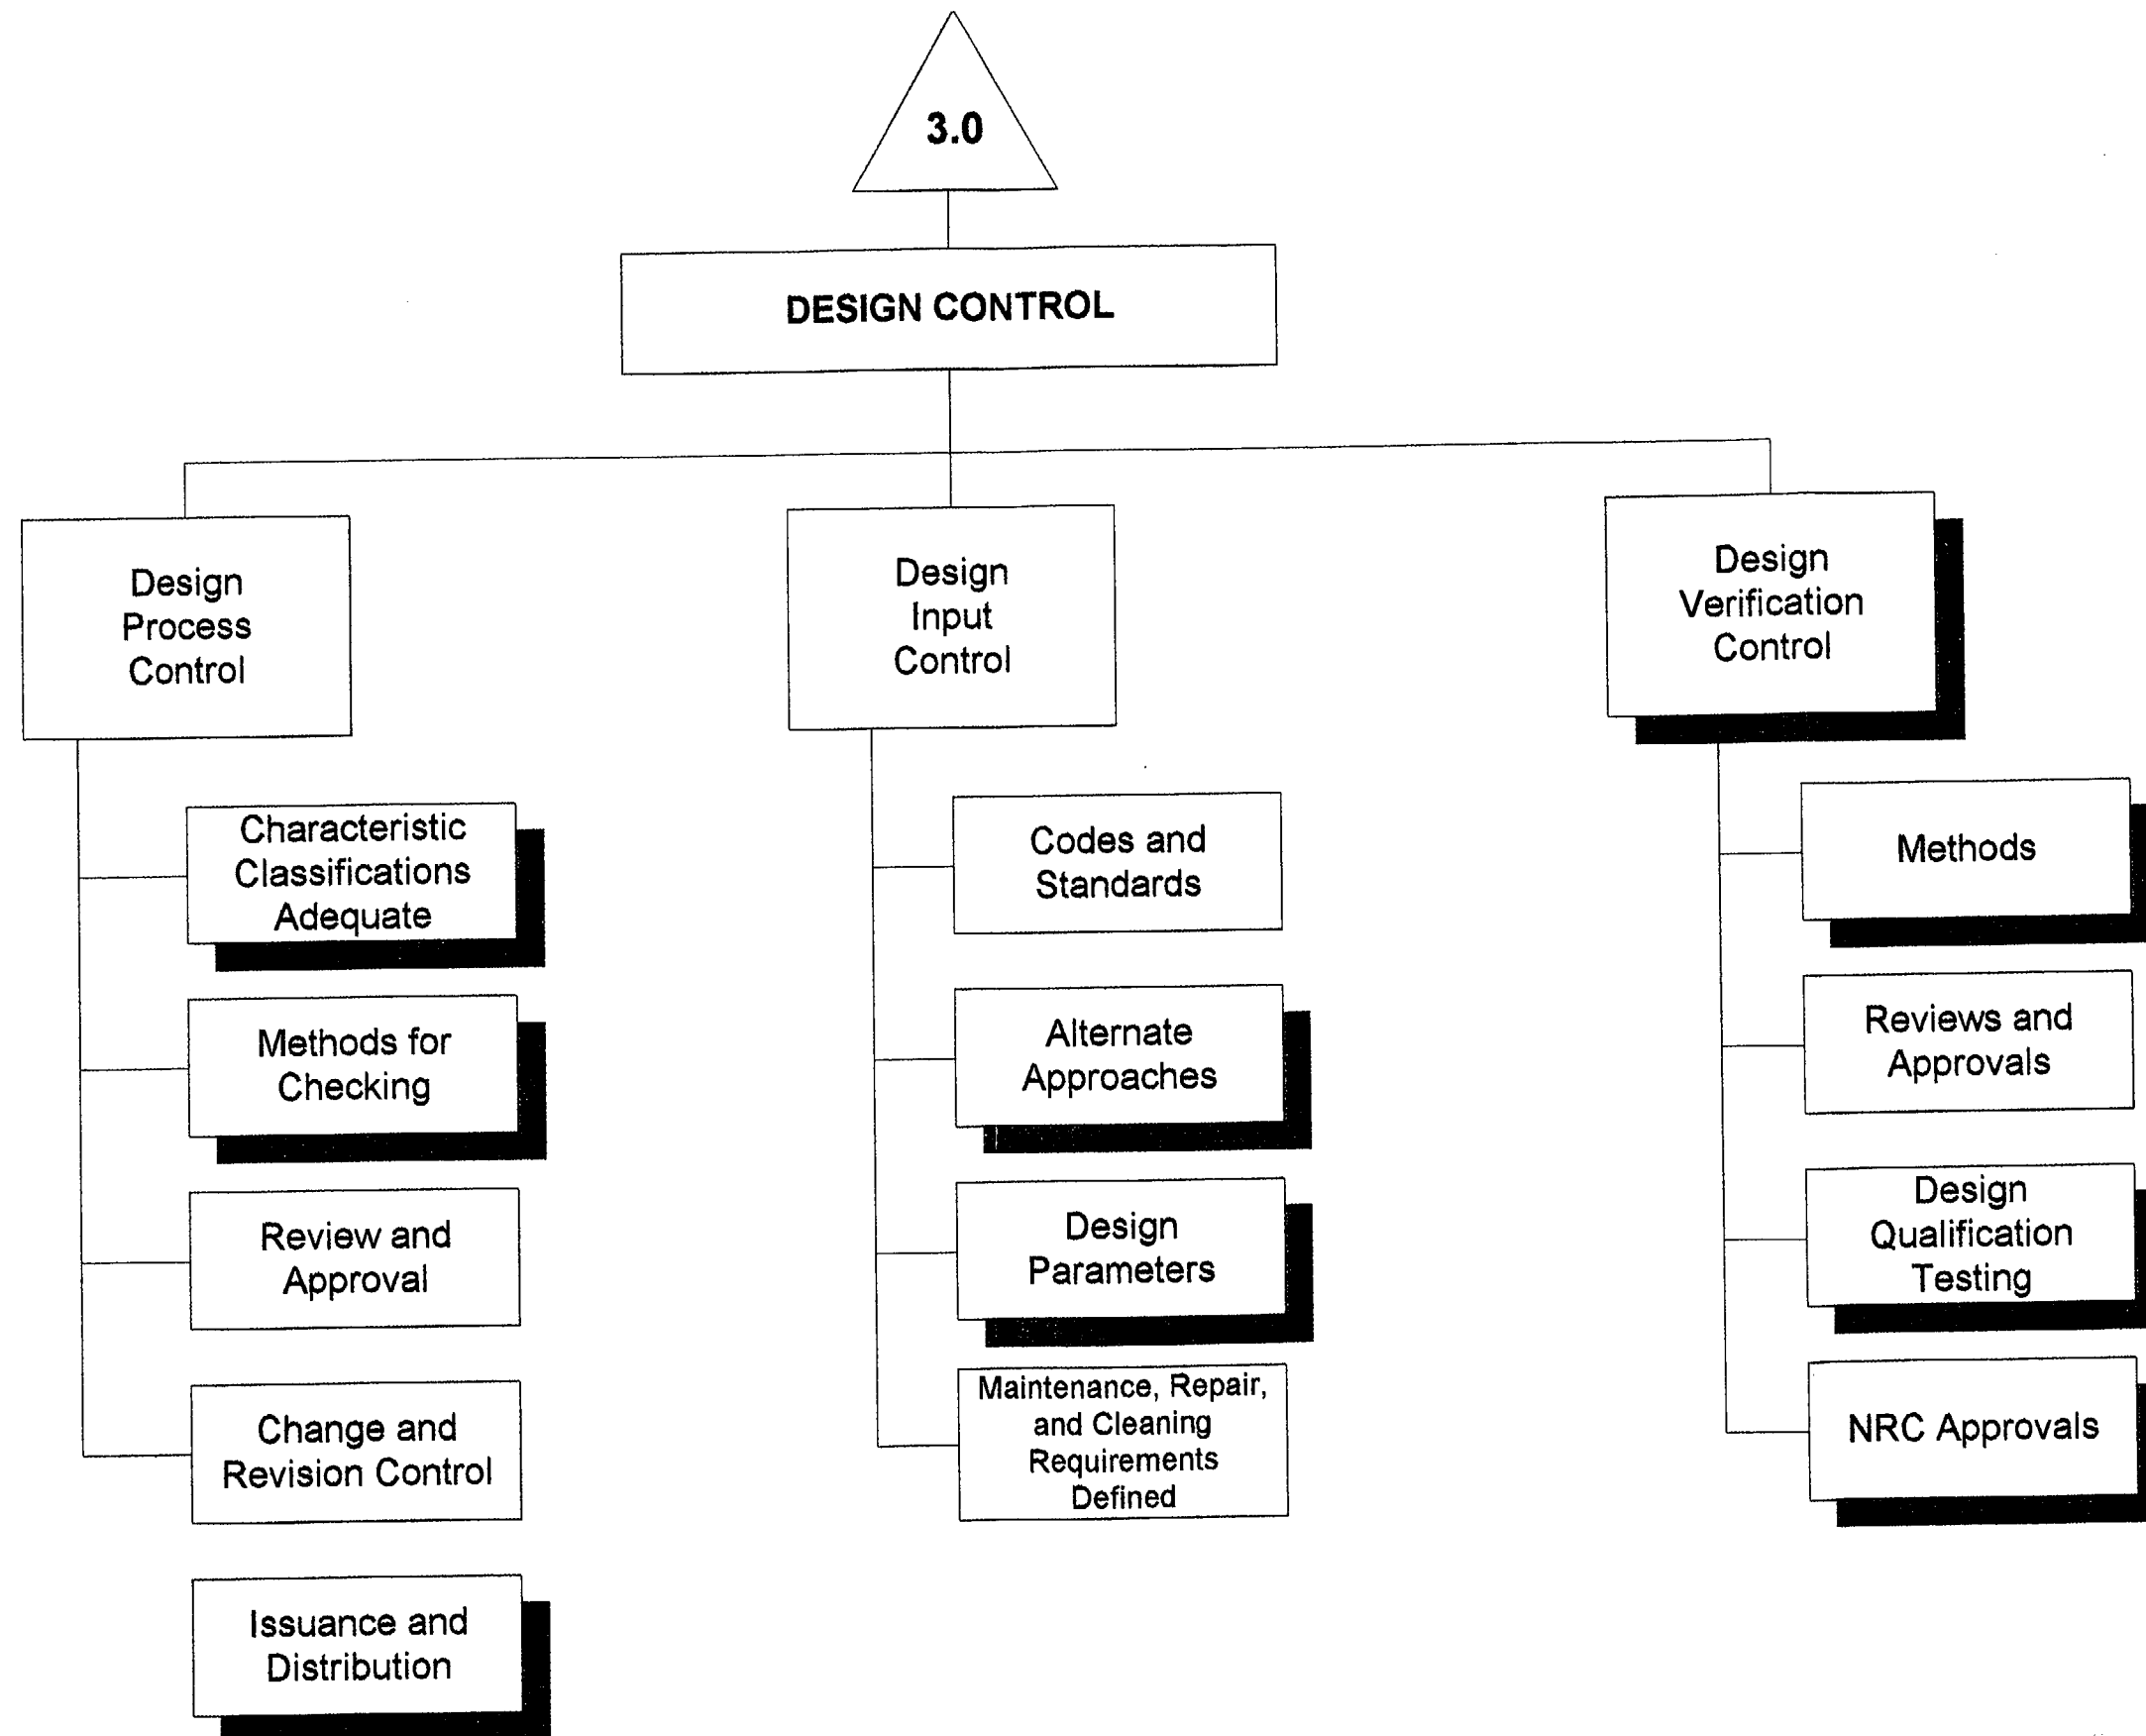 3.0
DESIGN CONTROL
Design
Process
Control
Design
Input
Control
Design
Verification
Control
Characteristic
Classifications
Adequate
Methods for
Checking
Review and
Approval
Change and
Revision Control
Issuance and
Distribution
Codes and
Standards
Alternate
Approaches
Design
Parameters
Maintenance, Repair,
and Cleaning
Requirements
Defined
Methods
Reviews and
Approvals
Design
Qualification
Testing
NRC Approvals